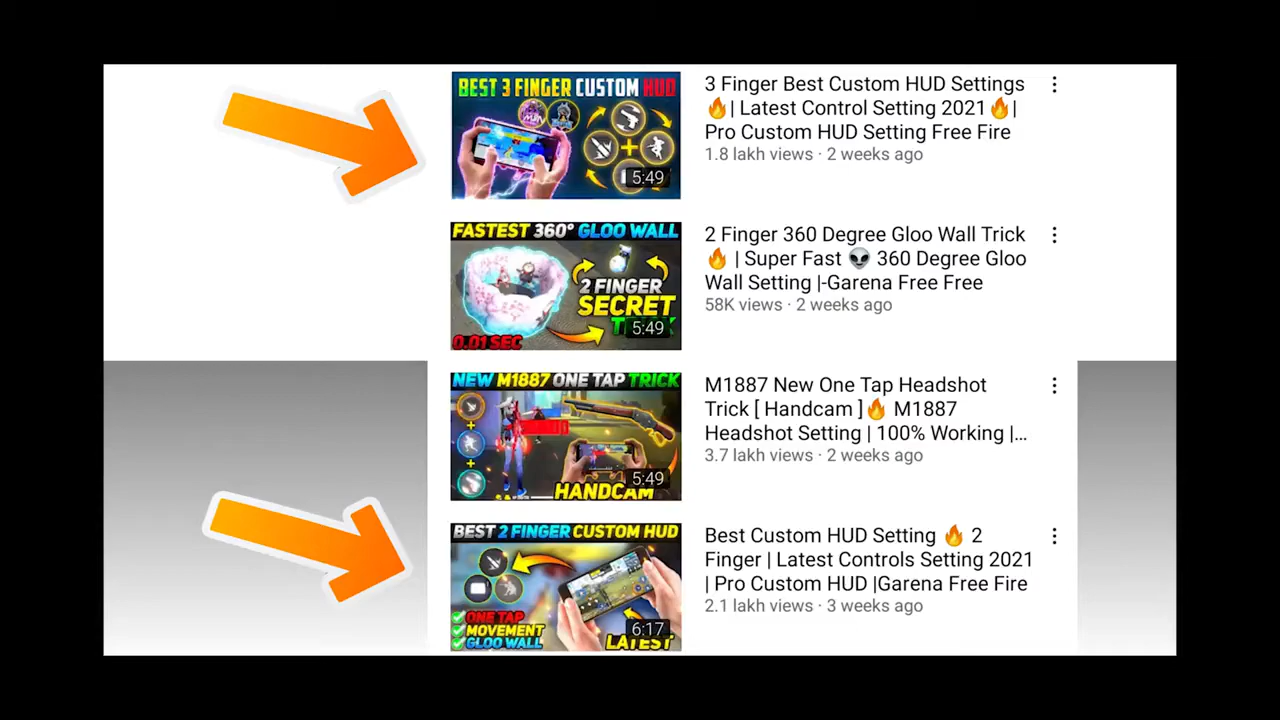 BEST 3 FINGER CUSTOM HUD
5:49
3 Finger Best Custom HUD Settings
🔥| Latest Control Setting 2021🔥|
Pro Custom HUD Setting Free Fire
1.8 lakh views · 2 weeks ago
FASTEST 360° GLOO WALL
2 FINGER
SECRET
0.01 SEC
5:49
2 Finger 360 Degree Gloo Wall Trick
🔥 | Super Fast 👽 360 Degree Gloo
Wall Setting |-Garena Free Free
58K views · 2 weeks ago
NEW M1887 ONE TAP TRICK
5:49
HANDCAM
M1887 New One Tap Headshot
Trick [ Handcam ]🔥 M1887
Headshot Setting | 100% Working |...
3.7 lakh views · 2 weeks ago
BEST 2 FINGER CUSTOM HUD
ONE TAP
MOVEMENT
GLOO WALL
6:17
LATEST
Best Custom HUD Setting 🔥 2
Finger | Latest Controls Setting 2021
| Pro Custom HUD |Garena Free Fire
2.1 lakh views · 3 weeks ago